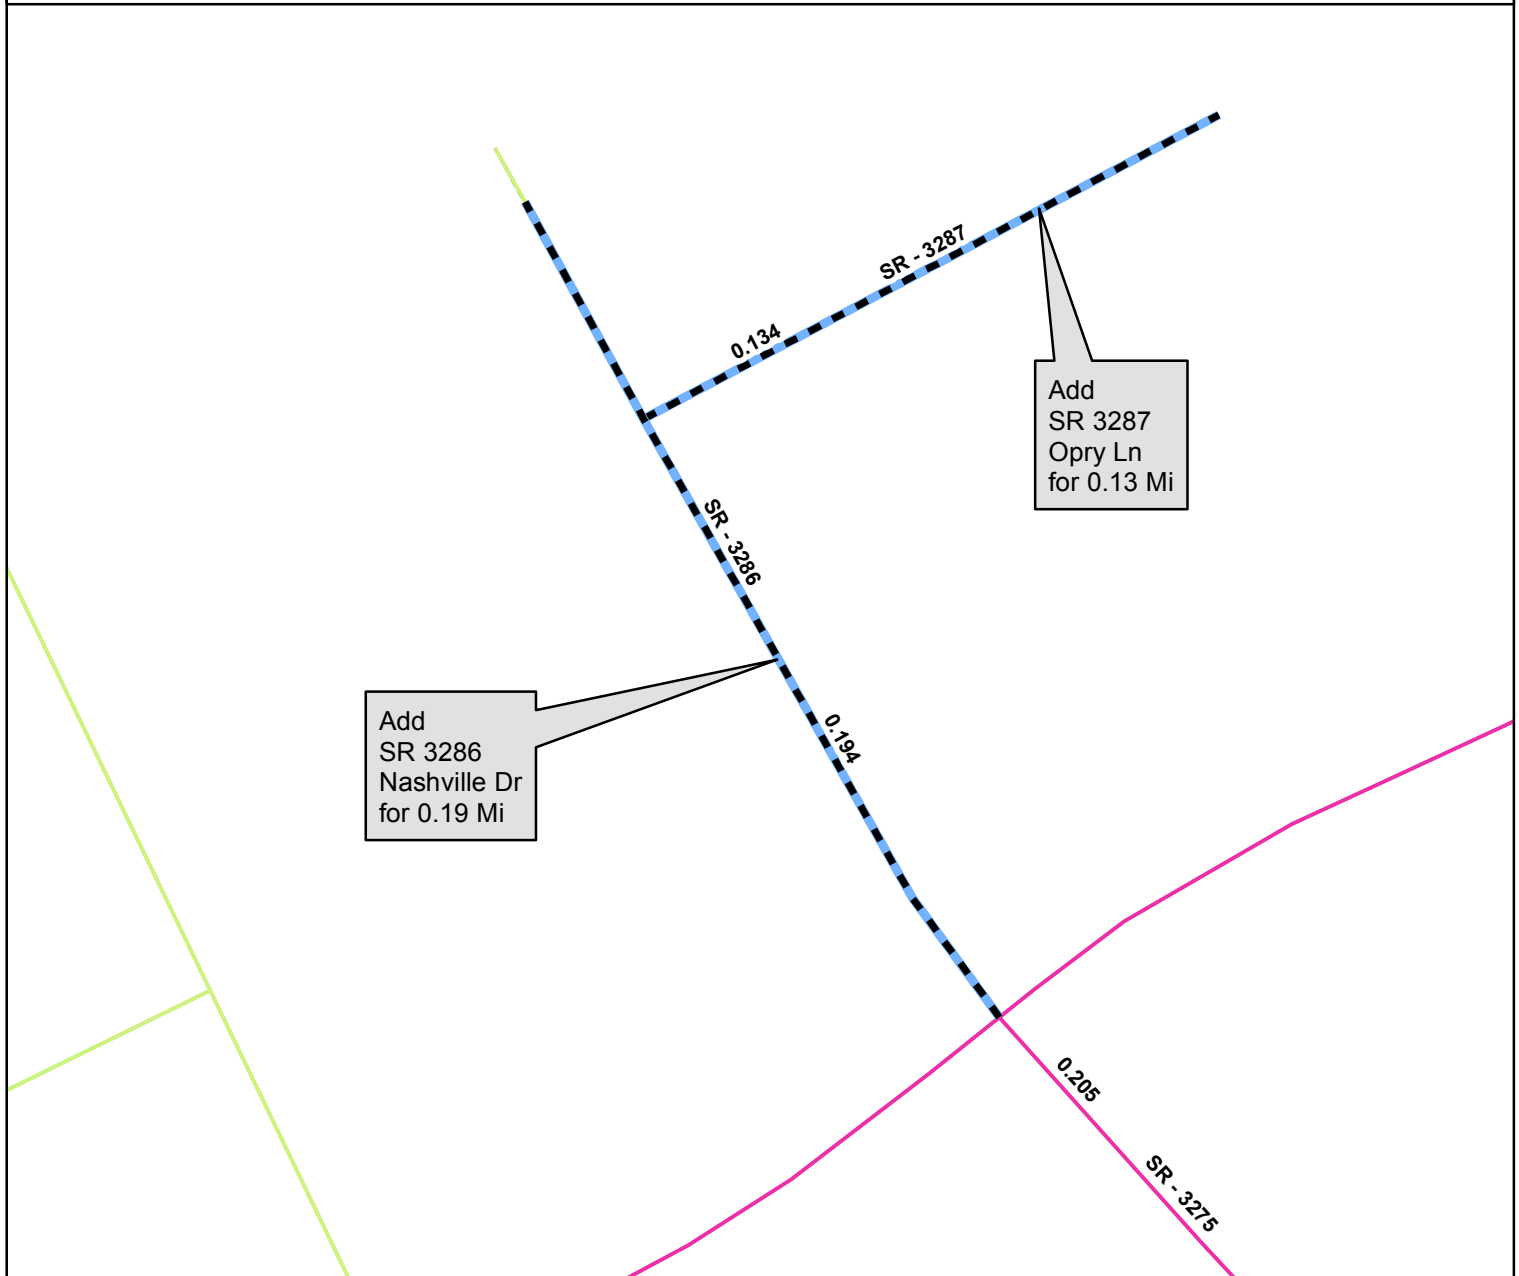 SR - 3287
0.134
Add
SR 3287
Opry Ln
for 0.13 Mi
SR - 3286
Add
SR 3286
Nashville Dr
for 0.19 Mi
0.194
0.205
SR - 3275